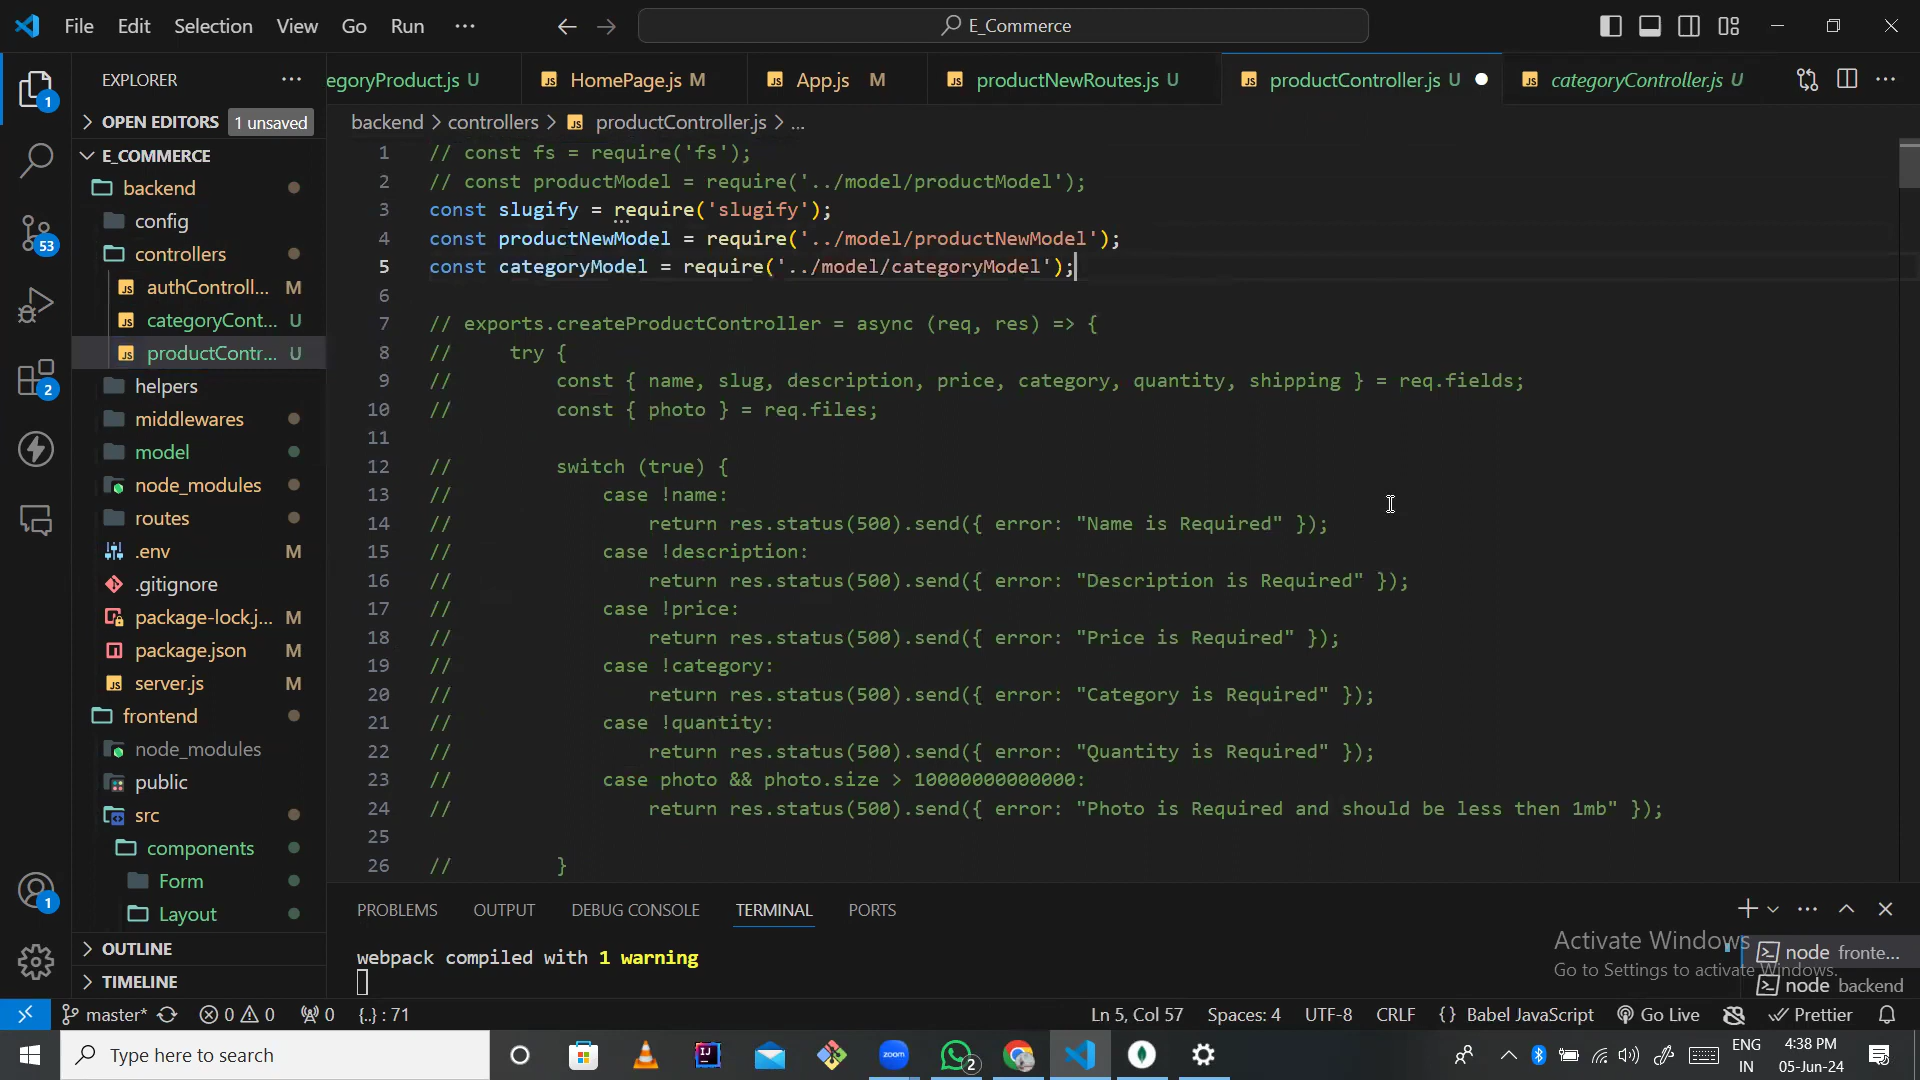 File Edit Selection View Go Run ··· E_Commerce
EXPLORER ···
egoryProduct.js U HomePage.js M App.js M productNewRoutes.js U productController.js U categoryController.js U ···
OPEN EDITORS 1 unsaved
backend > controllers > productController.js > ...
E_COMMERCE
backend
config
controllers
authControll... M
categoryCont... U
productContr... U
helpers
middlewares
model
node_modules
routes
.env M
.gitignore
package-lock.j... M
package.json M
server.js M
frontend
node_modules
public
src
components
Form
Layout
OUTLINE
TIMELINE
1
53
2
1
1 // const fs = require('fs');
2 // const productModel = require('../model/productModel');
3 const slugify = require('slugify');
4 const productNewModel = require('../model/productNewModel');
5 const categoryModel = require('../model/categoryModel');
6
7 // exports.createProductController = async (req, res) => {
8 // try {
9 // const { name, slug, description, price, category, quantity, shipping } = req.fields;
10 // const { photo } = req.files;
11
12 // switch (true) {
13 // case !name:
14 // return res.status(500).send({ error: "Name is Required" });
15 // case !description:
16 // return res.status(500).send({ error: "Description is Required" });
17 // case !price:
18 // return res.status(500).send({ error: "Price is Required" });
19 // case !category:
20 // return res.status(500).send({ error: "Category is Required" });
21 // case !quantity:
22 // return res.status(500).send({ error: "Quantity is Required" });
23 // case photo && photo.size > 10000000000000:
24 // return res.status(500).send({ error: "Photo is Required and should be less then 1mb" });
25
26 // }
PROBLEMS OUTPUT DEBUG CONSOLE TERMINAL PORTS
webpack compiled with 1 warning
Activate Windows
Go to Settings to activate Windows.
node fronte...
node backend
master* 0 0 0 {..} : 71 Ln 5, Col 57 Spaces: 4 UTF-8 CRLF {} Babel JavaScript Go Live Prettier
Type here to search
zoom
2
ENG
IN
4:38 PM
05-Jun-24